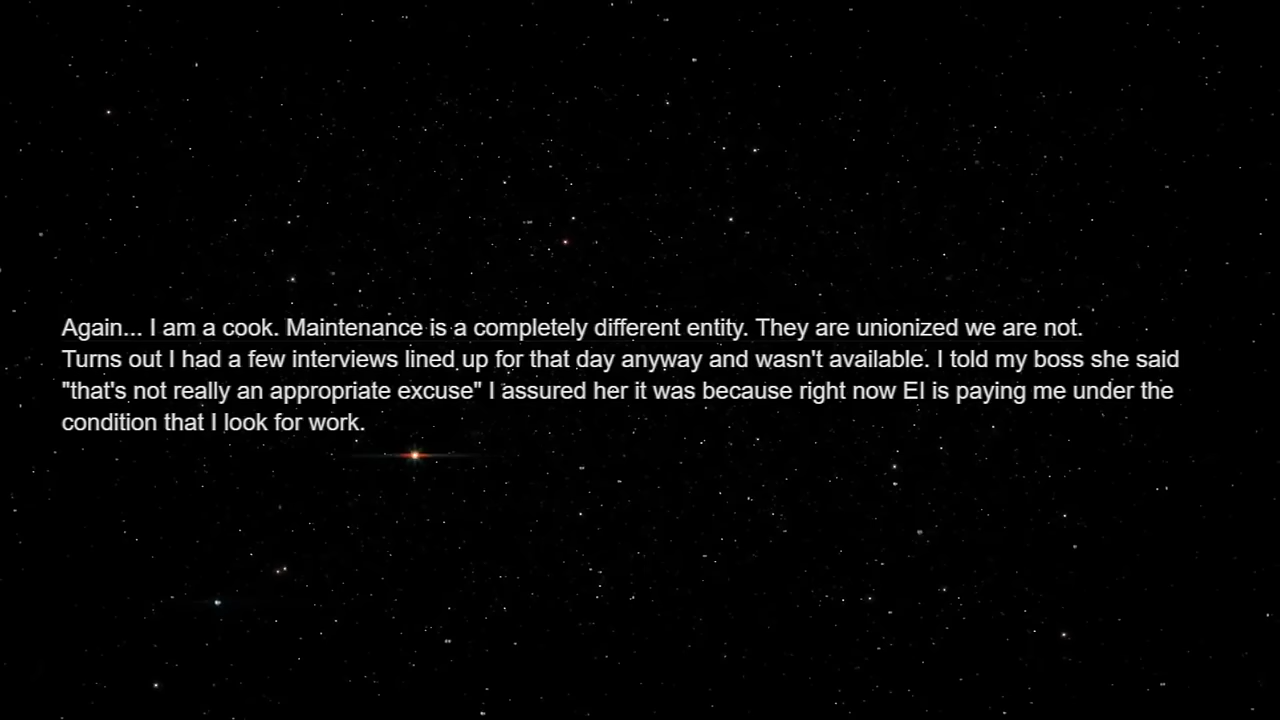 Again... I am a cook. Maintenance is a completely different entity. They are unionized we are not.
Turns out I had a few interviews lined up for that day anyway and wasn't available. I told my boss she said
"that's not really an appropriate excuse" I assured her it was because right now EI is paying me under the
condition that I look for work.